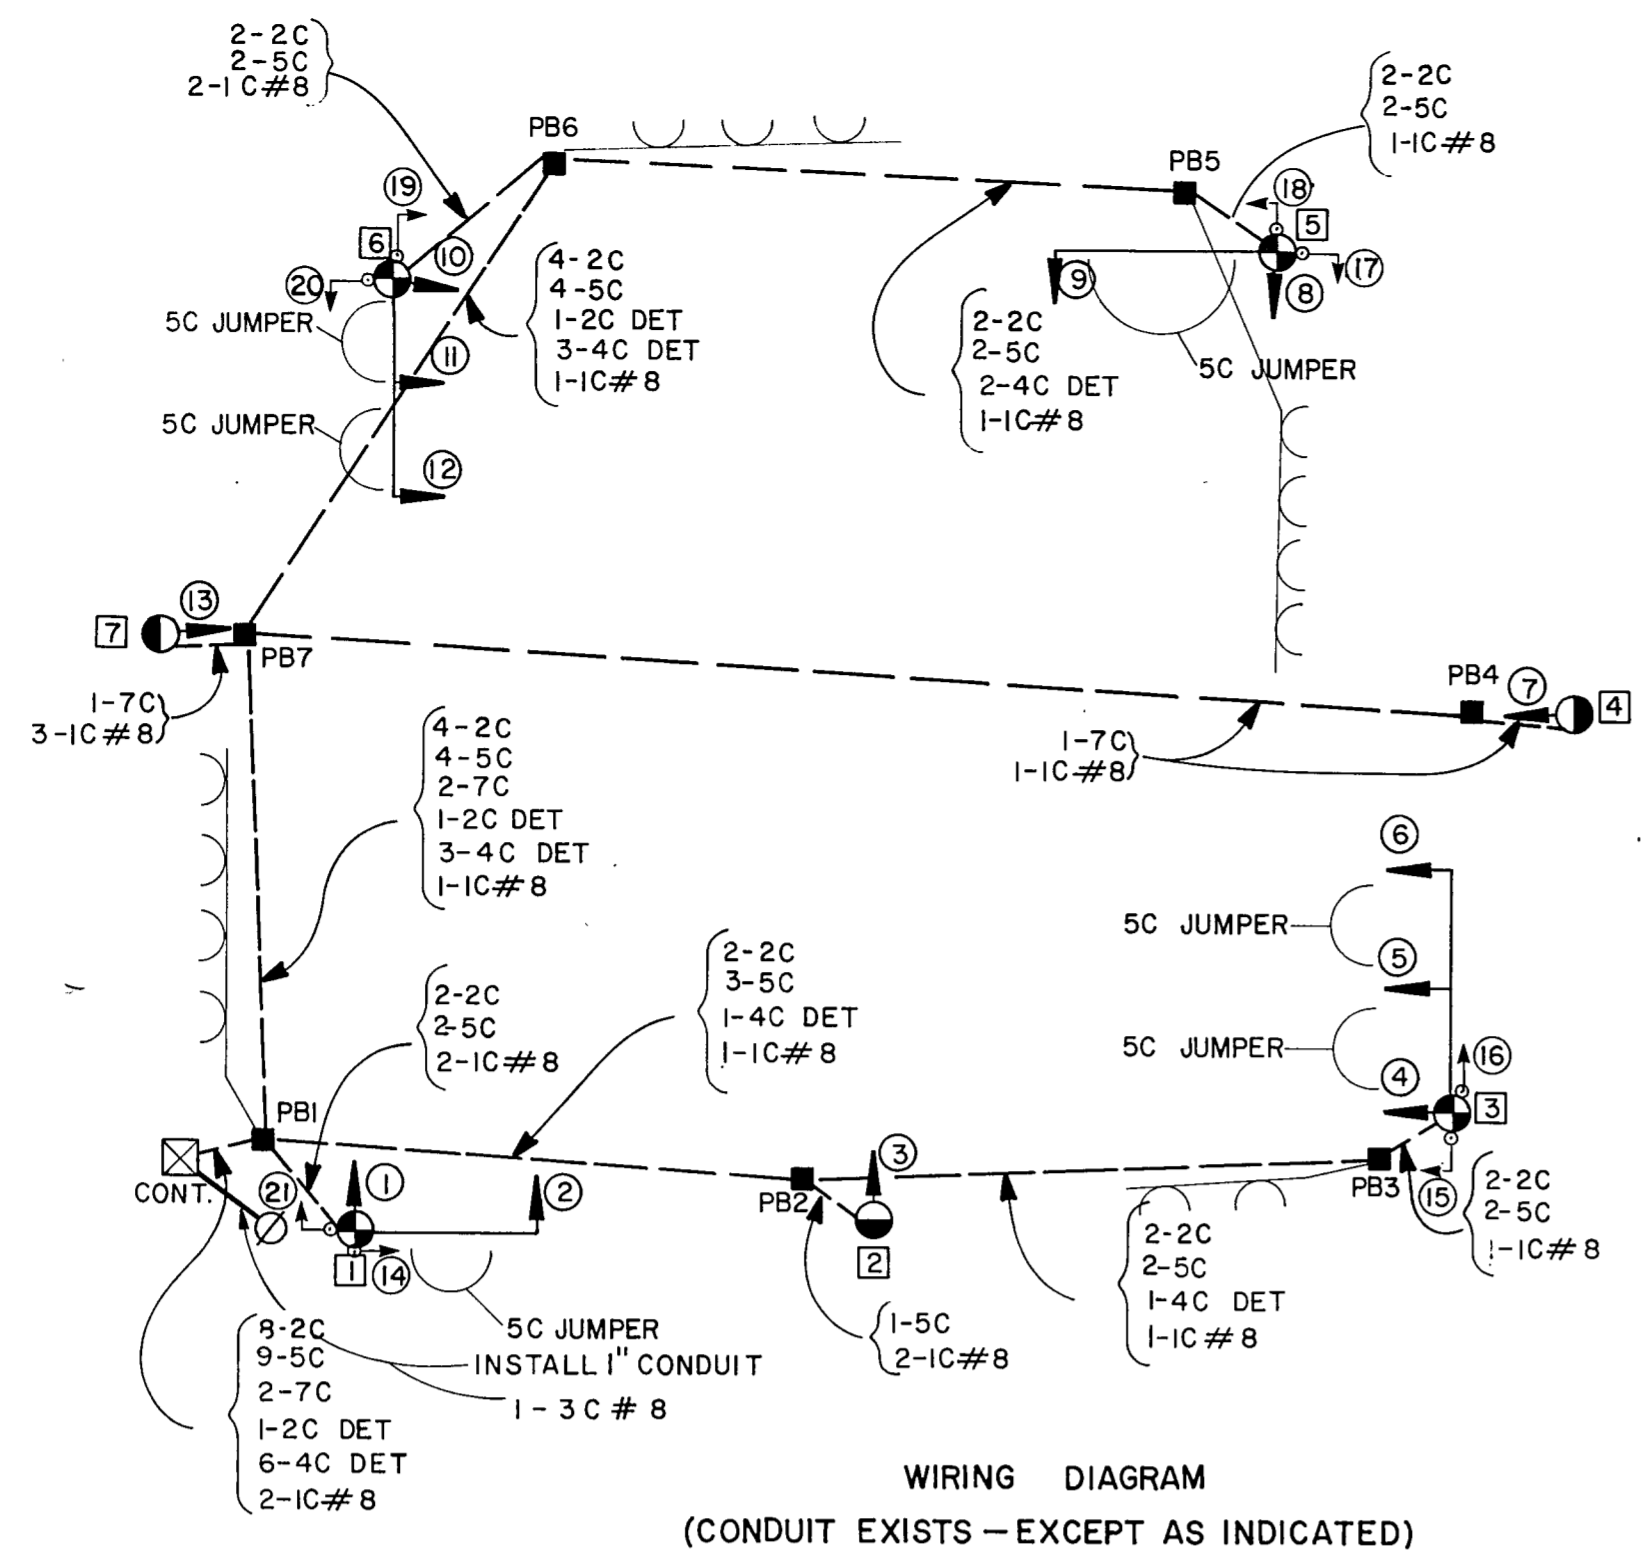 2-2C
2-5C
2-1C#8
PB6
19
6
10
20
5C JUMPER
11
5C JUMPER
12
4-2C
4-5C
1-2C DET
3-4C DET
1-1C#8
2-2C
2-5C
1-1C#8
PB5
18
5
17
9
8
5C JUMPER
2-2C
2-5C
2-4C DET
1-1C#8
13
7
PB7
1-7C
3-1C#8
PB4
7
4
1-7C
1-1C#8
4-2C
4-5C
2-7C
1-2C DET
3-4C DET
1-1C#8
6
5C JUMPER
5
5C JUMPER
4
16
3
2-2C
2-5C
2-1C#8
2-2C
3-5C
1-4C DET
1-1C#8
PB1
CONT.
21
1
2
1
14
PB2
3
2
PB3
15
2-2C
2-5C
1-1C#8
2-2C
2-5C
1-4C DET
1-1C#8
1-5C
2-1C#8
5C JUMPER
INSTALL 1" CONDUIT
1-3C #8
8-2C
9-5C
2-7C
1-2C DET
6-4C DET
2-1C#8
WIRING DIAGRAM
(CONDUIT EXISTS-EXCEPT AS INDICATED)